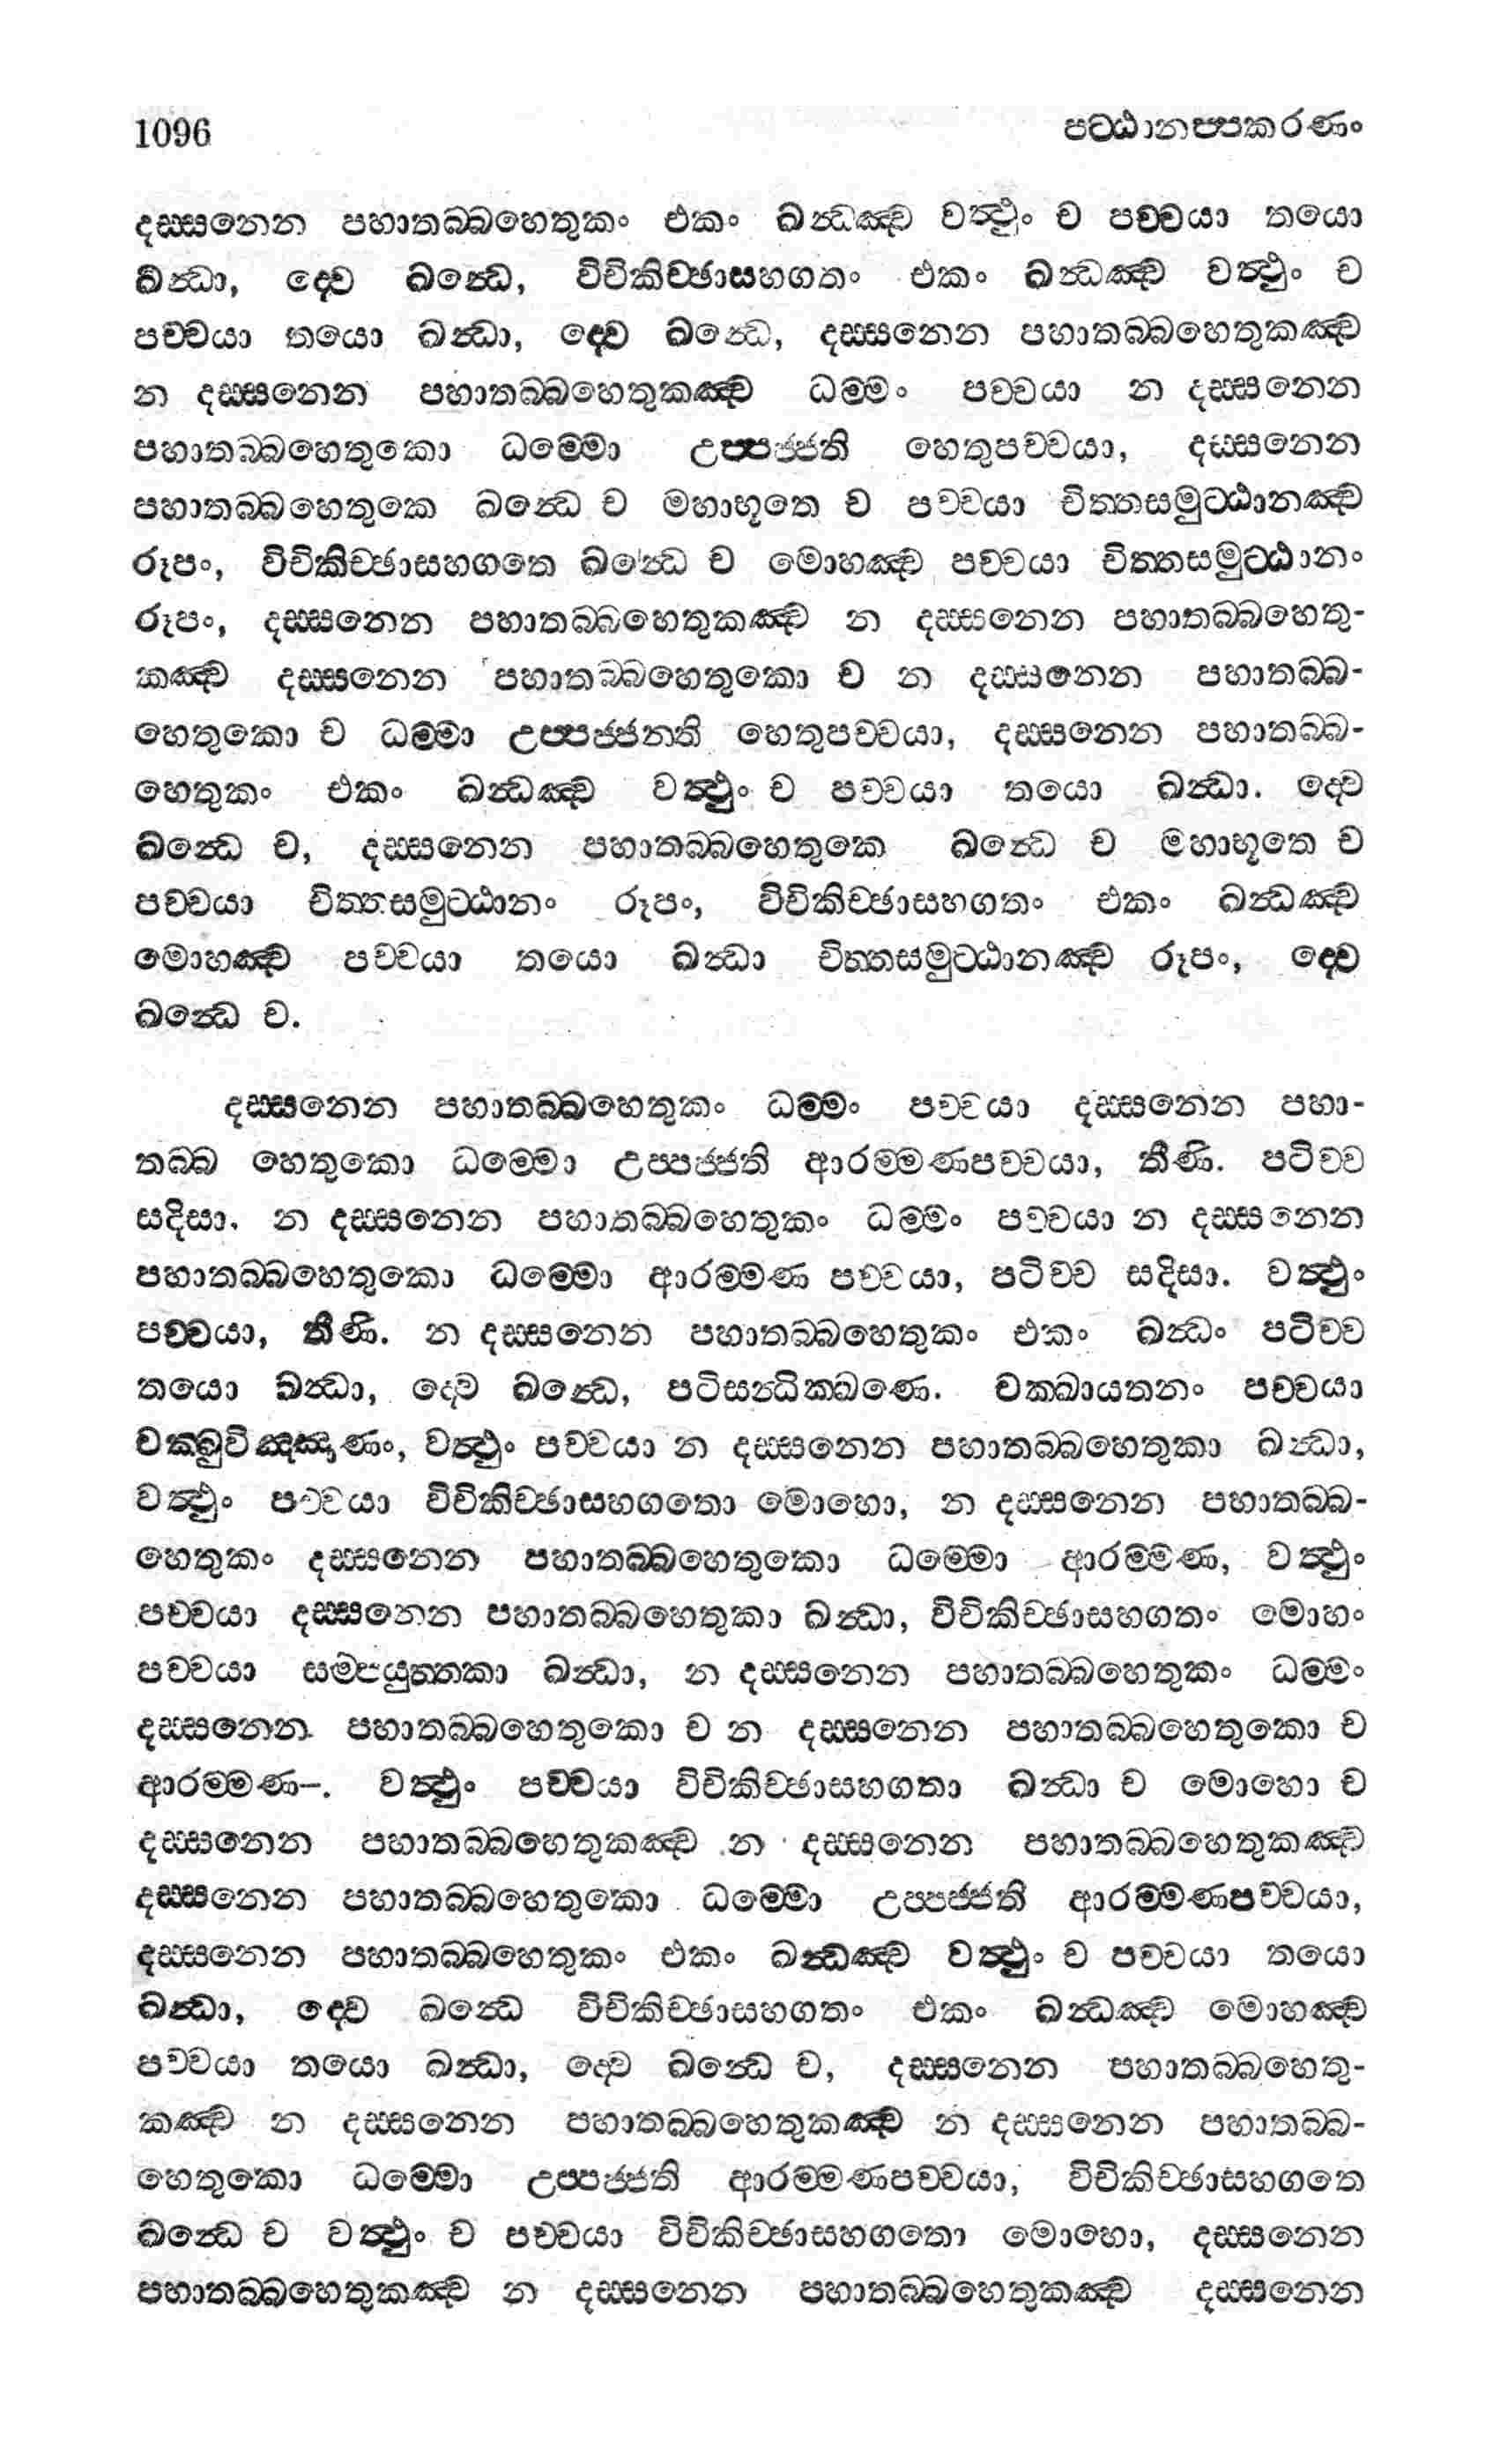 1096 පට්ඨානප්පකරණං
දස්සනෙන පහාතබ්බහෙතුකං එකං ඛන්ධඤ්ච වත්ථුං ච පච්චයා තයො
ඛන්ධා, ද්වෙ ඛන්ධෙ, විචිකිච්ඡාසහගතං එකං ඛන්ධඤ්ච වත්ථුං ච
පච්චයා තයො ඛන්ධා, ද්වෙ ඛන්ධෙ, දස්සනෙන පහාතබ්බහෙතුකඤ්ච
න දස්සනෙන පහාතබ්බහෙතුකඤ්ච ධම්මං පච්චයා න දස්සනෙන
පහාතබ්බහෙතුකො ධම්මො උප්පජ්ජති හෙතුපච්චයා, දස්සනෙන
පහාතබ්බහෙතුකෙ ඛන්ධෙ ච මහාභූතෙ ච පච්චයා චිත්තසමුට්ඨානඤ්ච
රූපං, විචිකිච්ඡාසහගතෙ ඛන්ධෙ ච මොහඤ්ච පච්චයා චිත්තසමුට්ඨානං
රූපං, දස්සනෙන පහාතබ්බහෙතුකඤ්ච න දස්සනෙන පහාතබ්බහෙතු-
කඤ්ච දස්සනෙන පහාතබ්බහෙතුකො ච න දස්සනෙන පහාතබ්බ-
හෙතුකො ච ධම්මා උප්පජ්ජනති හෙතුපච්චයා, දස්සනෙන පහාතබ්බ-
හෙතුකං එකං ඛන්ධඤ්ච වත්ථුං ච පච්චයා තයො ඛන්ධා. ද්වෙ
ඛන්ධෙ ච, දස්සනෙන පහාතබ්බහෙතුකෙ ඛන්ධෙ ච මහාභූතෙ ච
පච්චයා චිත්තසමුට්ඨානං රූපං, විචිකිච්ඡාසහගතං එකං ඛන්ධඤ්ච
මොහඤ්ච පච්චයා තයො ඛන්ධා චිත්තසමුට්ඨානඤ්ච රූපං, ද්වෙ
ඛන්ධෙ ච.
දස්සනෙන පහාතබ්බහෙතුකං ධම්මං පච්චයා දස්සනෙන පහා-
තබ්බ හෙතුකො ධම්මො උප්පජ්ජති ආරම්මණපච්චයා, තීණි. පටිච්ච
සදිසා. න දස්සනෙන පහාතබ්බහෙතුකං ධම්මං පච්චයා න දස්සනෙන
පහාතබ්බහෙතුකො ධම්මො ආරම්මණ පච්චයා, පටිච්ච සදිසා. වත්ථුං
පච්චයා, තීණි. න දස්සනෙන පහාතබ්බහෙතුකං එකං ඛන්ධං පටිච්ච
තයො ඛන්ධා, ද්වෙ ඛන්ධෙ, පටිසන්ධික්ඛණෙ. චක්ඛායතනං පච්චයා
චක්ඛුවිඤ්ඤාණං, වත්ථුං පච්චයා න දස්සනෙන පහාතබ්බහෙතුකා ඛන්ධා,
වත්ථුං පච්චයා විචිකිච්ඡාසහගතො මොහො, න දස්සනෙන පහාතබ්බ-
හෙතුකං දස්සනෙන පහාතබ්බහෙතුකො ධම්මො ආරම්මණ, වත්ථුං
පච්චයා දස්සනෙන පහාතබ්බහෙතුකා ඛන්ධා, විචිකිච්ඡාසහගතං මොහං
පච්චයා සම්පයුත්තකා ඛන්ධා, න දස්සනෙන පහාතබ්බහෙතුකං ධම්මං
දස්සනෙන පහාතබ්බහෙතුකො ච න දස්සනෙන පහාතබ්බහෙතුකො ච
ආරම්මණ–. වත්ථුං පච්චයා විචිකිච්ඡාසහගතා ඛන්ධා ච මොහො ච
දස්සනෙන පහාතබ්බහෙතුකඤ්ච න දස්සනෙන පහාතබ්බහෙතුකඤ්ච
දස්සනෙන පහාතබ්බහෙතුකො ධම්මො උප්පජ්ජති ආරම්මණපච්චයා,
දස්සනෙන පහාතබ්බහෙතුකං එකං ඛන්ධඤ්ච වත්ථුං ච පච්චයා තයො
ඛන්ධා, ද්වෙ ඛන්ධෙ විචිකිච්ඡාසහගතං එකං ඛන්ධඤ්ච මොහඤ්ච
පච්චයා තයො ඛන්ධා, ද්වෙ ඛන්ධෙ ච, දස්සනෙන පහාතබ්බහෙතු-
කඤ්ච න දස්සනෙන පහාතබ්බහෙතුකඤ්ච න දස්සනෙන පහාතබ්බ-
හෙතුකො ධම්මො උප්පජ්ජති ආරම්මණපච්චයා, විචිකිච්ඡාසහගතෙ
ඛන්ධෙ ච වත්ථුං ච පච්චයා විචිකිච්ඡාසහගතො මොහො, දස්සනෙන
පහාතබ්බහෙතුකඤ්ච න දස්සනෙන පහාතබ්බහෙතුකඤ්ච දස්සනෙන